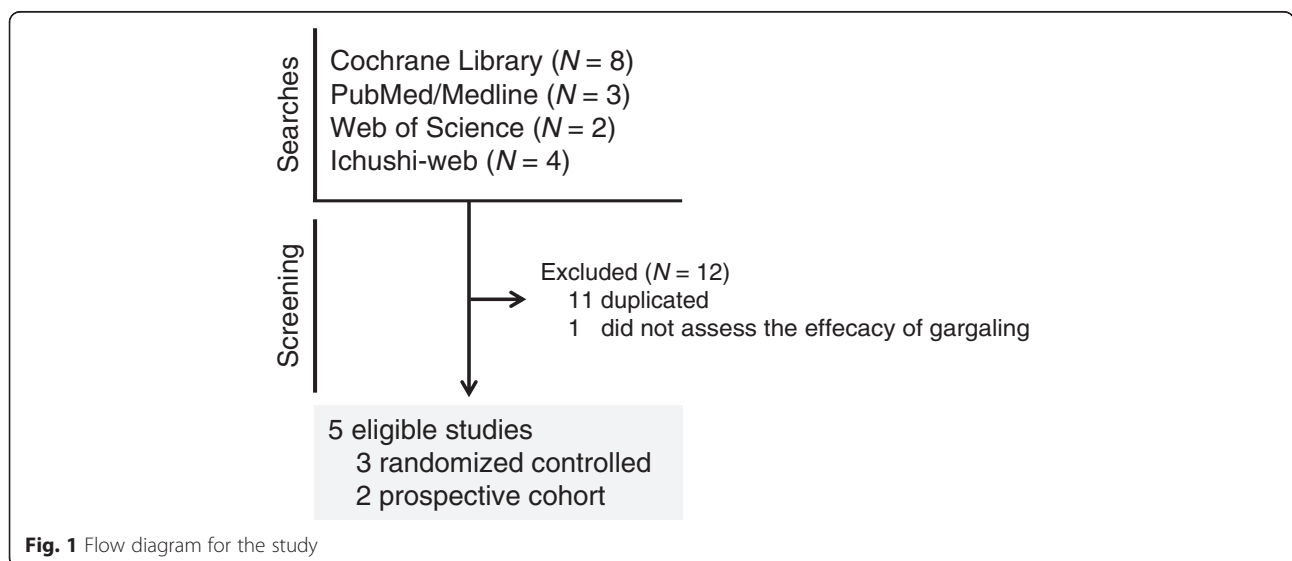 Searches
Cochrane Library (N = 8)
PubMed/Medline (N = 3)
Web of Science (N = 2)
Ichushi-web (N = 4)
Screening
Excluded (N = 12)
11 duplicated
1 did not assess the effecacy of gargaling
5 eligible studies
3 randomized controlled
2 prospective cohort
Fig. 1 Flow diagram for the study